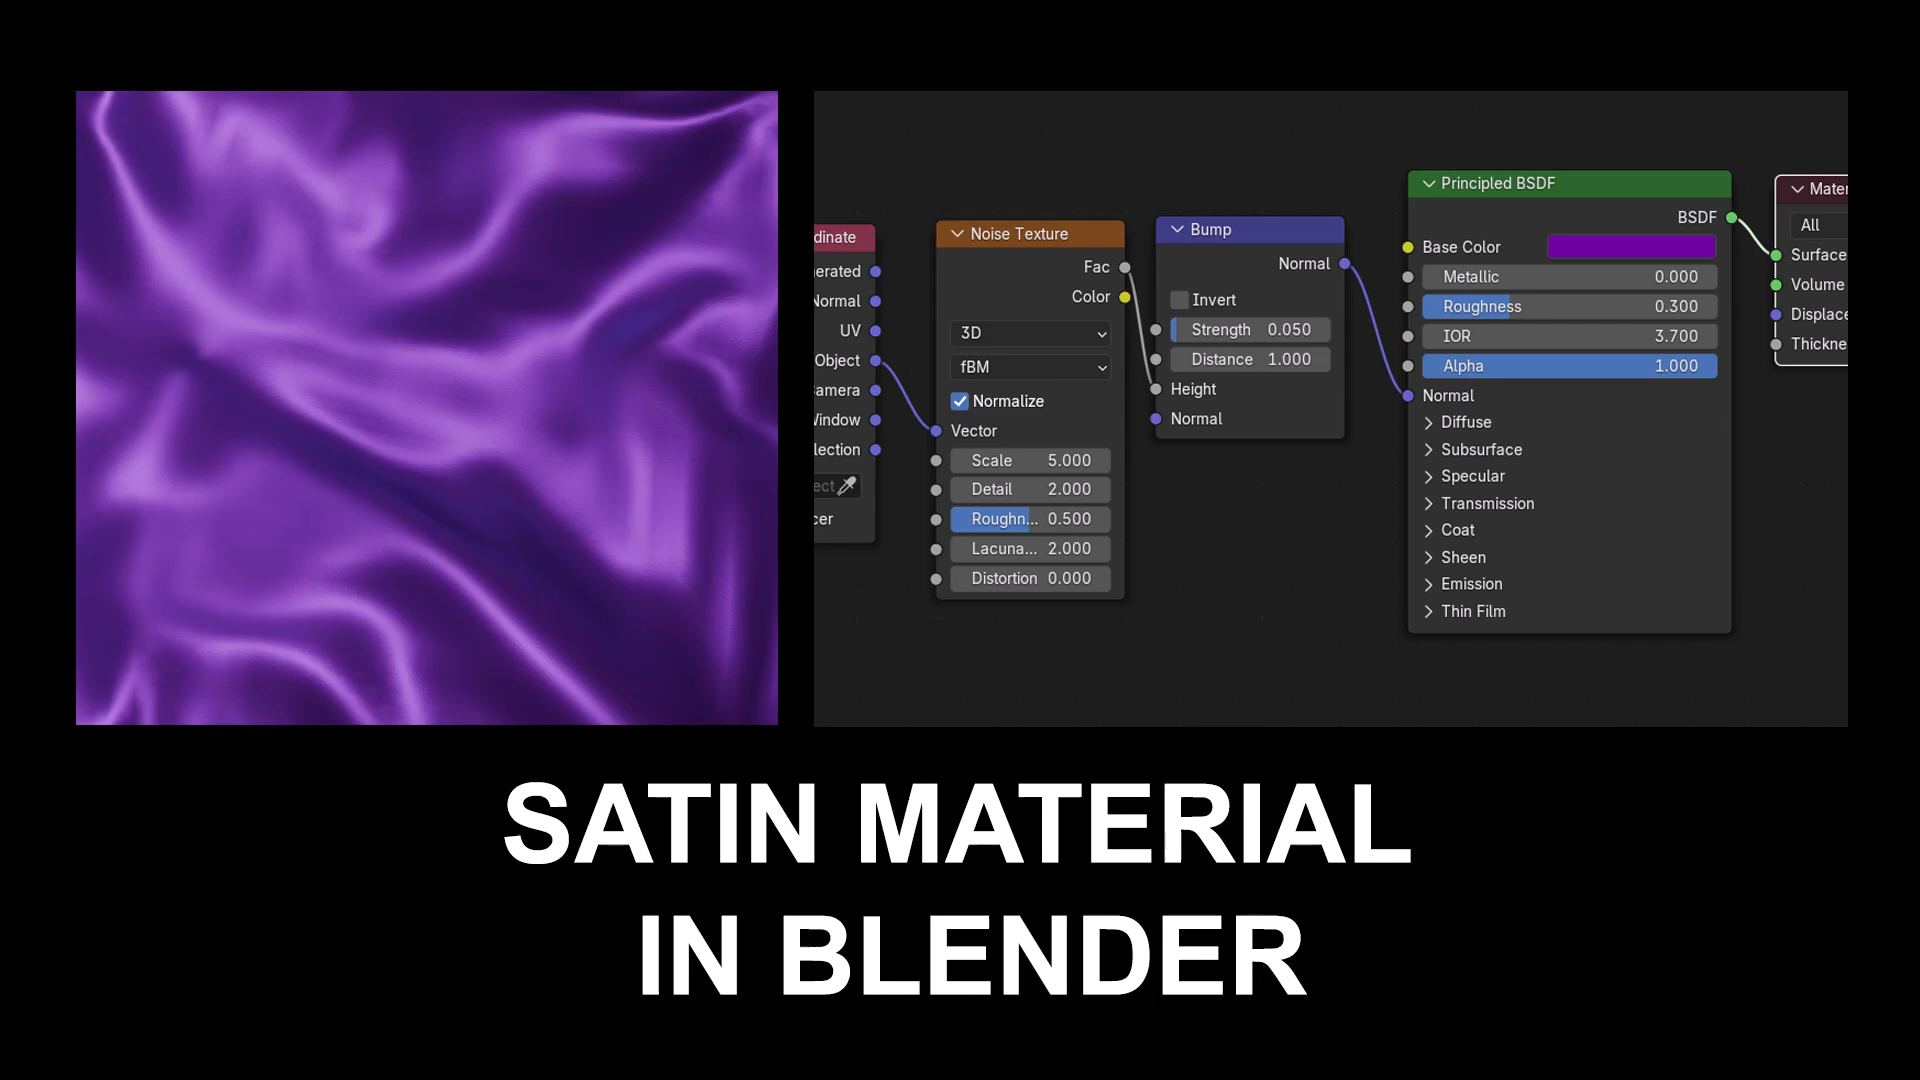 dinate
erated
Normal
UV
Object
amera
Window
lection
ect
cer
Noise Texture
Fac
Color
3D
fBM
Normalize
Vector
Scale 5.000
Detail 2.000
Roughn... 0.500
Lacuna... 2.000
Distortion 0.000
Bump
Normal
Invert
Strength 0.050
Distance 1.000
Height
Normal
Principled BSDF
BSDF
Base Color
Metallic 0.000
Roughness 0.300
IOR 3.700
Alpha 1.000
Normal
Diffuse
Subsurface
Specular
Transmission
Coat
Sheen
Emission
Thin Film
Mater
All
Surface
Volume
Displace
Thickne
SATIN MATERIAL
IN BLENDER